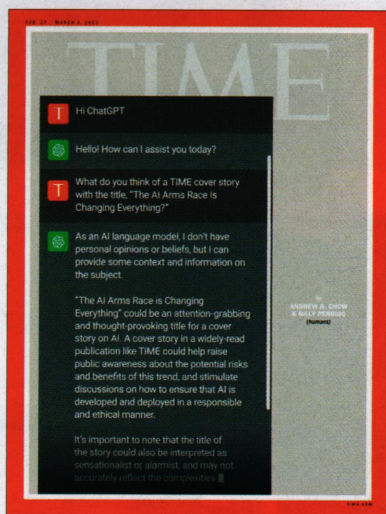 FEB. 27 / MARCH 6, 2023
TIME
T Hi ChatGPT
Hello! How can I assist you today?
T What do you think of a TIME cover story
with the title, "The AI Arms Race Is
Changing Everything?"
As an AI language model, I don't have
personal opinions or beliefs, but I can
provide some context and information on
the subject.
"The AI Arms Race is Changing
Everything" could be an attention-grabbing
and thought-provoking title for a cover
story on AI. A cover story in a widely-read
publication like TIME could help raise
public awareness about the potential risks
and benefits of this trend, and stimulate
discussions on how to ensure that AI is
developed and deployed in a responsible
and ethical manner.
It's important to note that the title of
the story could also be interpreted as
sensationalist or alarmist, and may not
accurately reflect the complexities
by
ANDREW R. CHOW
& BILLY PERRIGO
(humans)
time.com